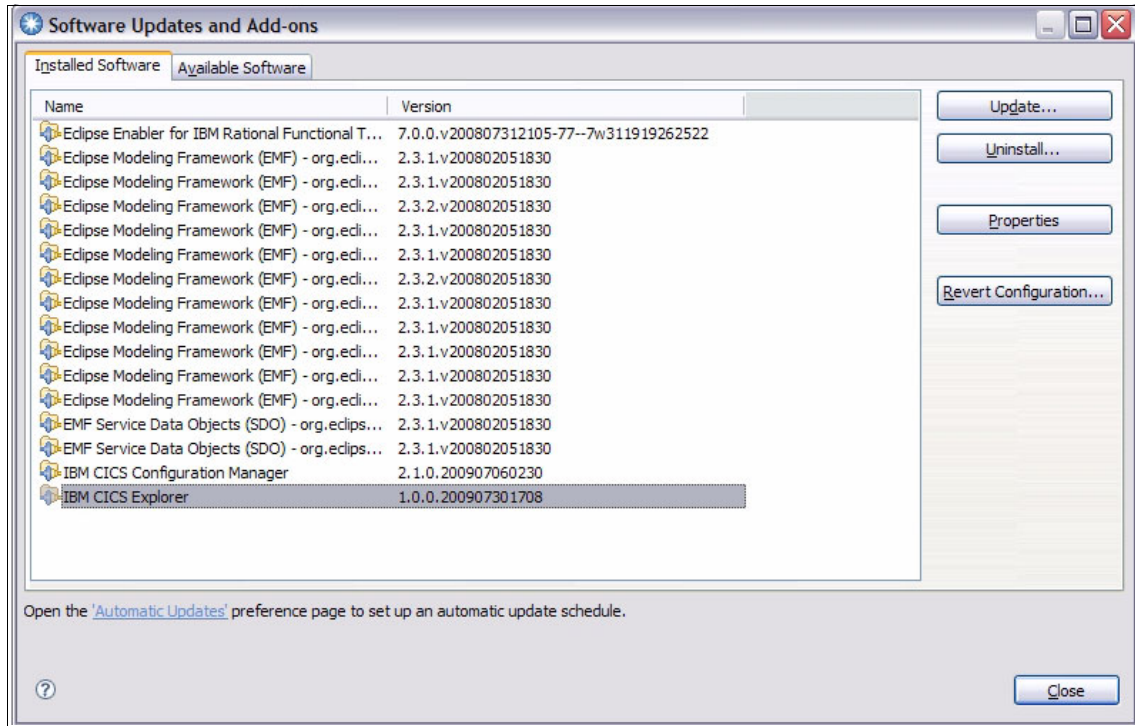 Software Updates and Add-ons
Installed Software Available Software
Name Version
Eclipse Enabler for IBM Rational Functional T... 7.0.0.v200807312105-77--7w311919262522
Eclipse Modeling Framework (EMF) - org.ecli... 2.3.1.v200802051830
Eclipse Modeling Framework (EMF) - org.ecli... 2.3.1.v200802051830
Eclipse Modeling Framework (EMF) - org.ecli... 2.3.2.v200802051830
Eclipse Modeling Framework (EMF) - org.ecli... 2.3.1.v200802051830
Eclipse Modeling Framework (EMF) - org.ecli... 2.3.1.v200802051830
Eclipse Modeling Framework (EMF) - org.ecli... 2.3.2.v200802051830
Eclipse Modeling Framework (EMF) - org.ecli... 2.3.1.v200802051830
Eclipse Modeling Framework (EMF) - org.ecli... 2.3.1.v200802051830
Eclipse Modeling Framework (EMF) - org.ecli... 2.3.1.v200802051830
Eclipse Modeling Framework (EMF) - org.ecli... 2.3.1.v200802051830
Eclipse Modeling Framework (EMF) - org.ecli... 2.3.1.v200802051830
EMF Service Data Objects (SDO) - org.eclips... 2.3.1.v200802051830
EMF Service Data Objects (SDO) - org.eclips... 2.3.1.v200802051830
IBM CICS Configuration Manager 2.1.0.200907060230
IBM CICS Explorer 1.0.0.200907301708
Update...
Uninstall...
Properties
Revert Configuration...
Open the 'Automatic Updates' preference page to set up an automatic update schedule.
?
Close